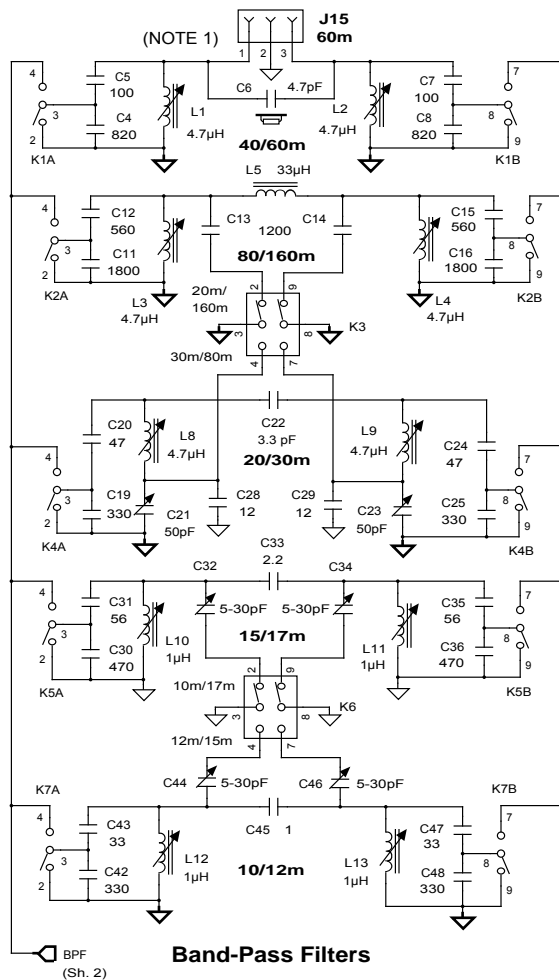 J15
60m
(NOTE 1)
1 2 3
4 C5 100 C6 4.7pF C7 100 7
3 L1 L2 8
C4 820 4.7µH 4.7µH C8 820
2 9
K1A 40/60m K1B
L5 33µH
4 C12 560 C13 1200 C14 C15 560 7
3 C11 1800 80/160m C16 1800 8
2 9
K2A L3 4.7µH L4 4.7µH K2B
20m/
160m
2 9
3 8 K3
30m/80m
4 7
C20 47 C22 3.3 pF C24 47
L8 4.7µH L9 4.7µH
4 20/30m 7
3 8
C19 330 C21 50pF C28 12 C29 12 C23 50pF C25 330
2 9
K4A K4B
C33
2.2
C32 C34
4 C31 56 5-30pF 5-30pF C35 56 7
3 L10 1µH 15/17m L11 1µH 8
C30 470 C36 470
2 9
K5A K5B
10m/17m
2 9
3 8 K6
12m/15m
4 7
C44 5-30pF C46 5-30pF
K7A K7B
4 C43 33 C45 1 C47 33 7
3 L12 1µH L13 1µH 8
C42 330 10/12m C48 330
2 9
BPF
(Sh. 2)
Band-Pass Filters